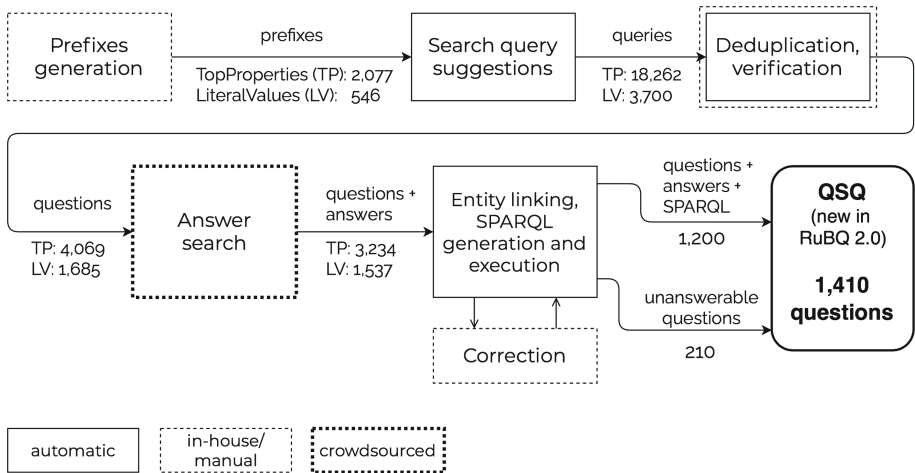 Prefixes
generation
prefixes
TopProperties (TP): 2,077
LiteralValues (LV): 546
Search query
suggestions
queries
TP: 18,262
LV: 3,700
Deduplication,
verification
questions
TP: 4,069
LV: 1,685
Answer
search
questions +
answers
TP: 3,234
LV: 1,537
Entity linking,
SPARQL
generation and
execution
Correction
questions +
answers +
SPARQL
1,200
unanswerable
questions
210
QSQ
(new in
RuBQ 2.0)
1,410
questions
automatic
in-house/
manual
crowdsourced